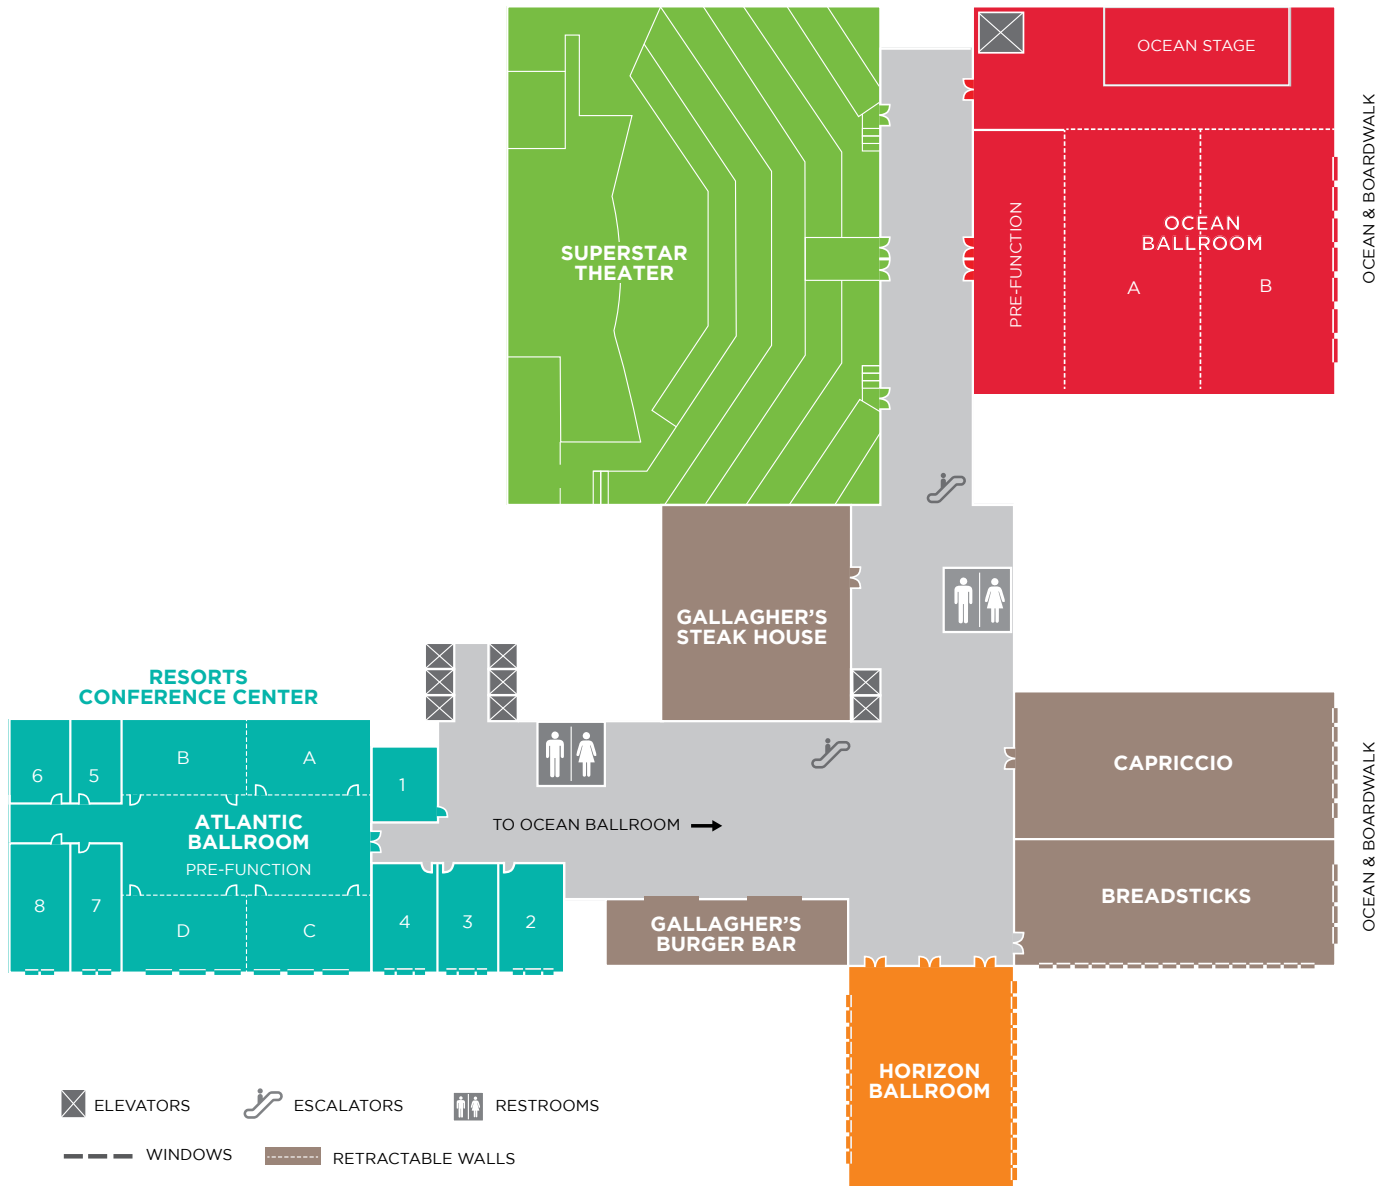 OCEAN STAGE
OCEAN & BOARDWALK
PRE-FUNCTION
OCEAN
BALLROOM
A
B
SUPERSTAR
THEATER
GALLAGHER'S
STEAK HOUSE
RESORTS
CONFERENCE CENTER
6
5
B
A
1
ATLANTIC
BALLROOM
PRE-FUNCTION
8
7
D
C
4
3
2
TO OCEAN BALLROOM
GALLAGHER'S
BURGER BAR
CAPRICCIO
BREADSTICKS
OCEAN & BOARDWALK
HORIZON
BALLROOM
ELEVATORS
ESCALATORS
RESTROOMS
WINDOWS
RETRACTABLE WALLS